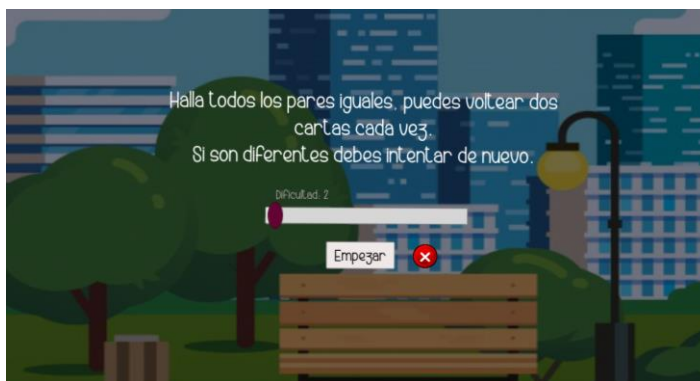 Halla todos los pares iguales, puedes voltear dos
cartas cada vez.
Si son diferentes debes intentar de nuevo.
Dificultad: 2
Empezar